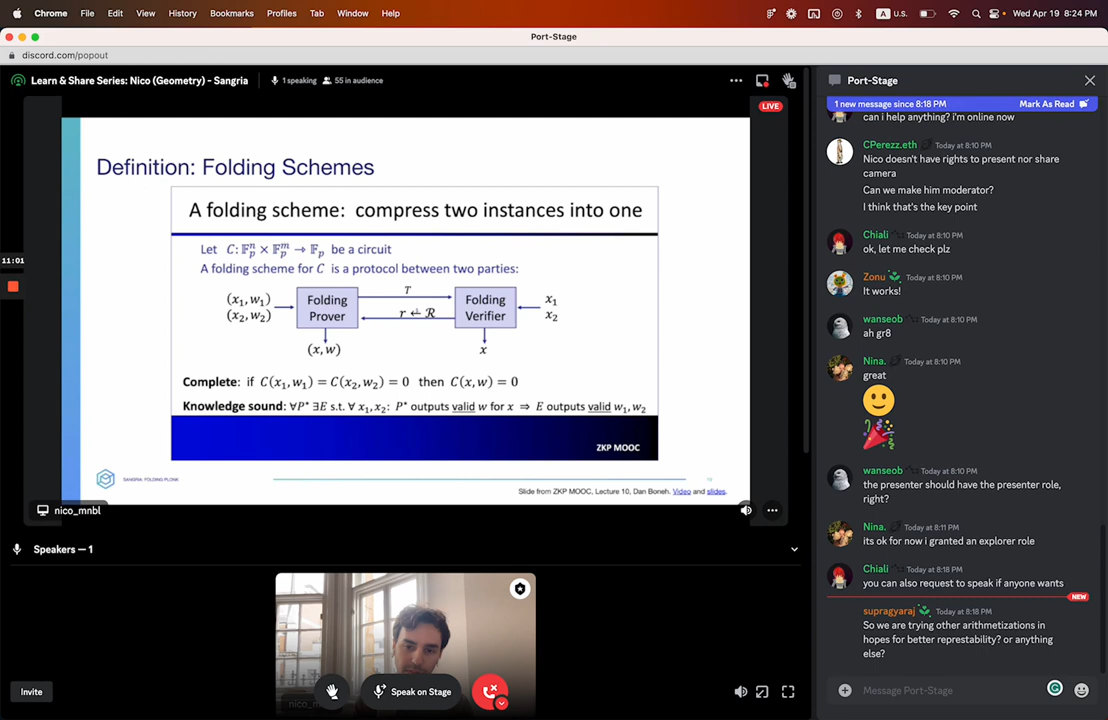 Chrome File Edit View History Bookmarks Profiles Tab Window Help
A U.S. Wed Apr 19 8:24 PM
Port-Stage
discord.com/popout
Learn & Share Series: Nico (Geometry) - Sangria 1 speaking 55 in audience
LIVE
11:01
Definition: Folding Schemes
A folding scheme: compress two instances into one
Let C: 𝔽ₚⁿ × 𝔽ₚᵐ → 𝔽ₚ be a circuit
A folding scheme for C is a protocol between two parties:
(x₁, w₁)
(x₂, w₂)
Folding
Prover
T
r ← ℛ
Folding
Verifier
x₁
x₂
(x, w)
x
Complete: if C(x₁, w₁) = C(x₂, w₂) = 0 then C(x, w) = 0
Knowledge sound: ∀P* ∃E s.t. ∀ x₁, x₂: P* outputs valid w for x ⇒ E outputs valid w₁, w₂
ZKP MOOC
SANGRIA: FOLDING PLONK
Slide from ZKP MOOC, Lecture 10, Dan Boneh. Video and slides.
nico_mnbl
Speakers — 1
Invite
Speak on Stage
Port-Stage
1 new message since 8:18 PM Mark As Read
can i help anything? i'm online now
CPerezz.eth Today at 8:10 PM
Nico doesn't have rights to present nor share
camera
Can we make him moderator?
I think that's the key point
Chiali Today at 8:10 PM
ok, let me check plz
Zonu Today at 8:10 PM
It works!
wanseob Today at 8:10 PM
ah gr8
Nina. Today at 8:10 PM
great
wanseob Today at 8:10 PM
the presenter should have the presenter role,
right?
Nina. Today at 8:11 PM
its ok for now i granted an explorer role
Chiali Today at 8:18 PM
you can also request to speak if anyone wants
NEW
supragyaraj Today at 8:18 PM
So we are trying other arithmetizations in
hopes for better represtability? or anything
else?
Message Port-Stage